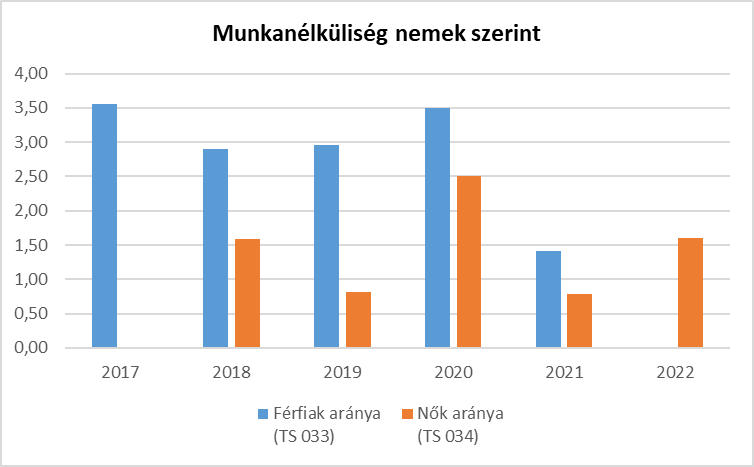 Munkanélküliség nemek szerint
4,00
3,50
3,00
2,50
2,00
1,50
1,00
0,50
0,00
2017 2018 2019 2020 2021 2022
Férfiak aránya
(TS 033)
Nők aránya
(TS 034)